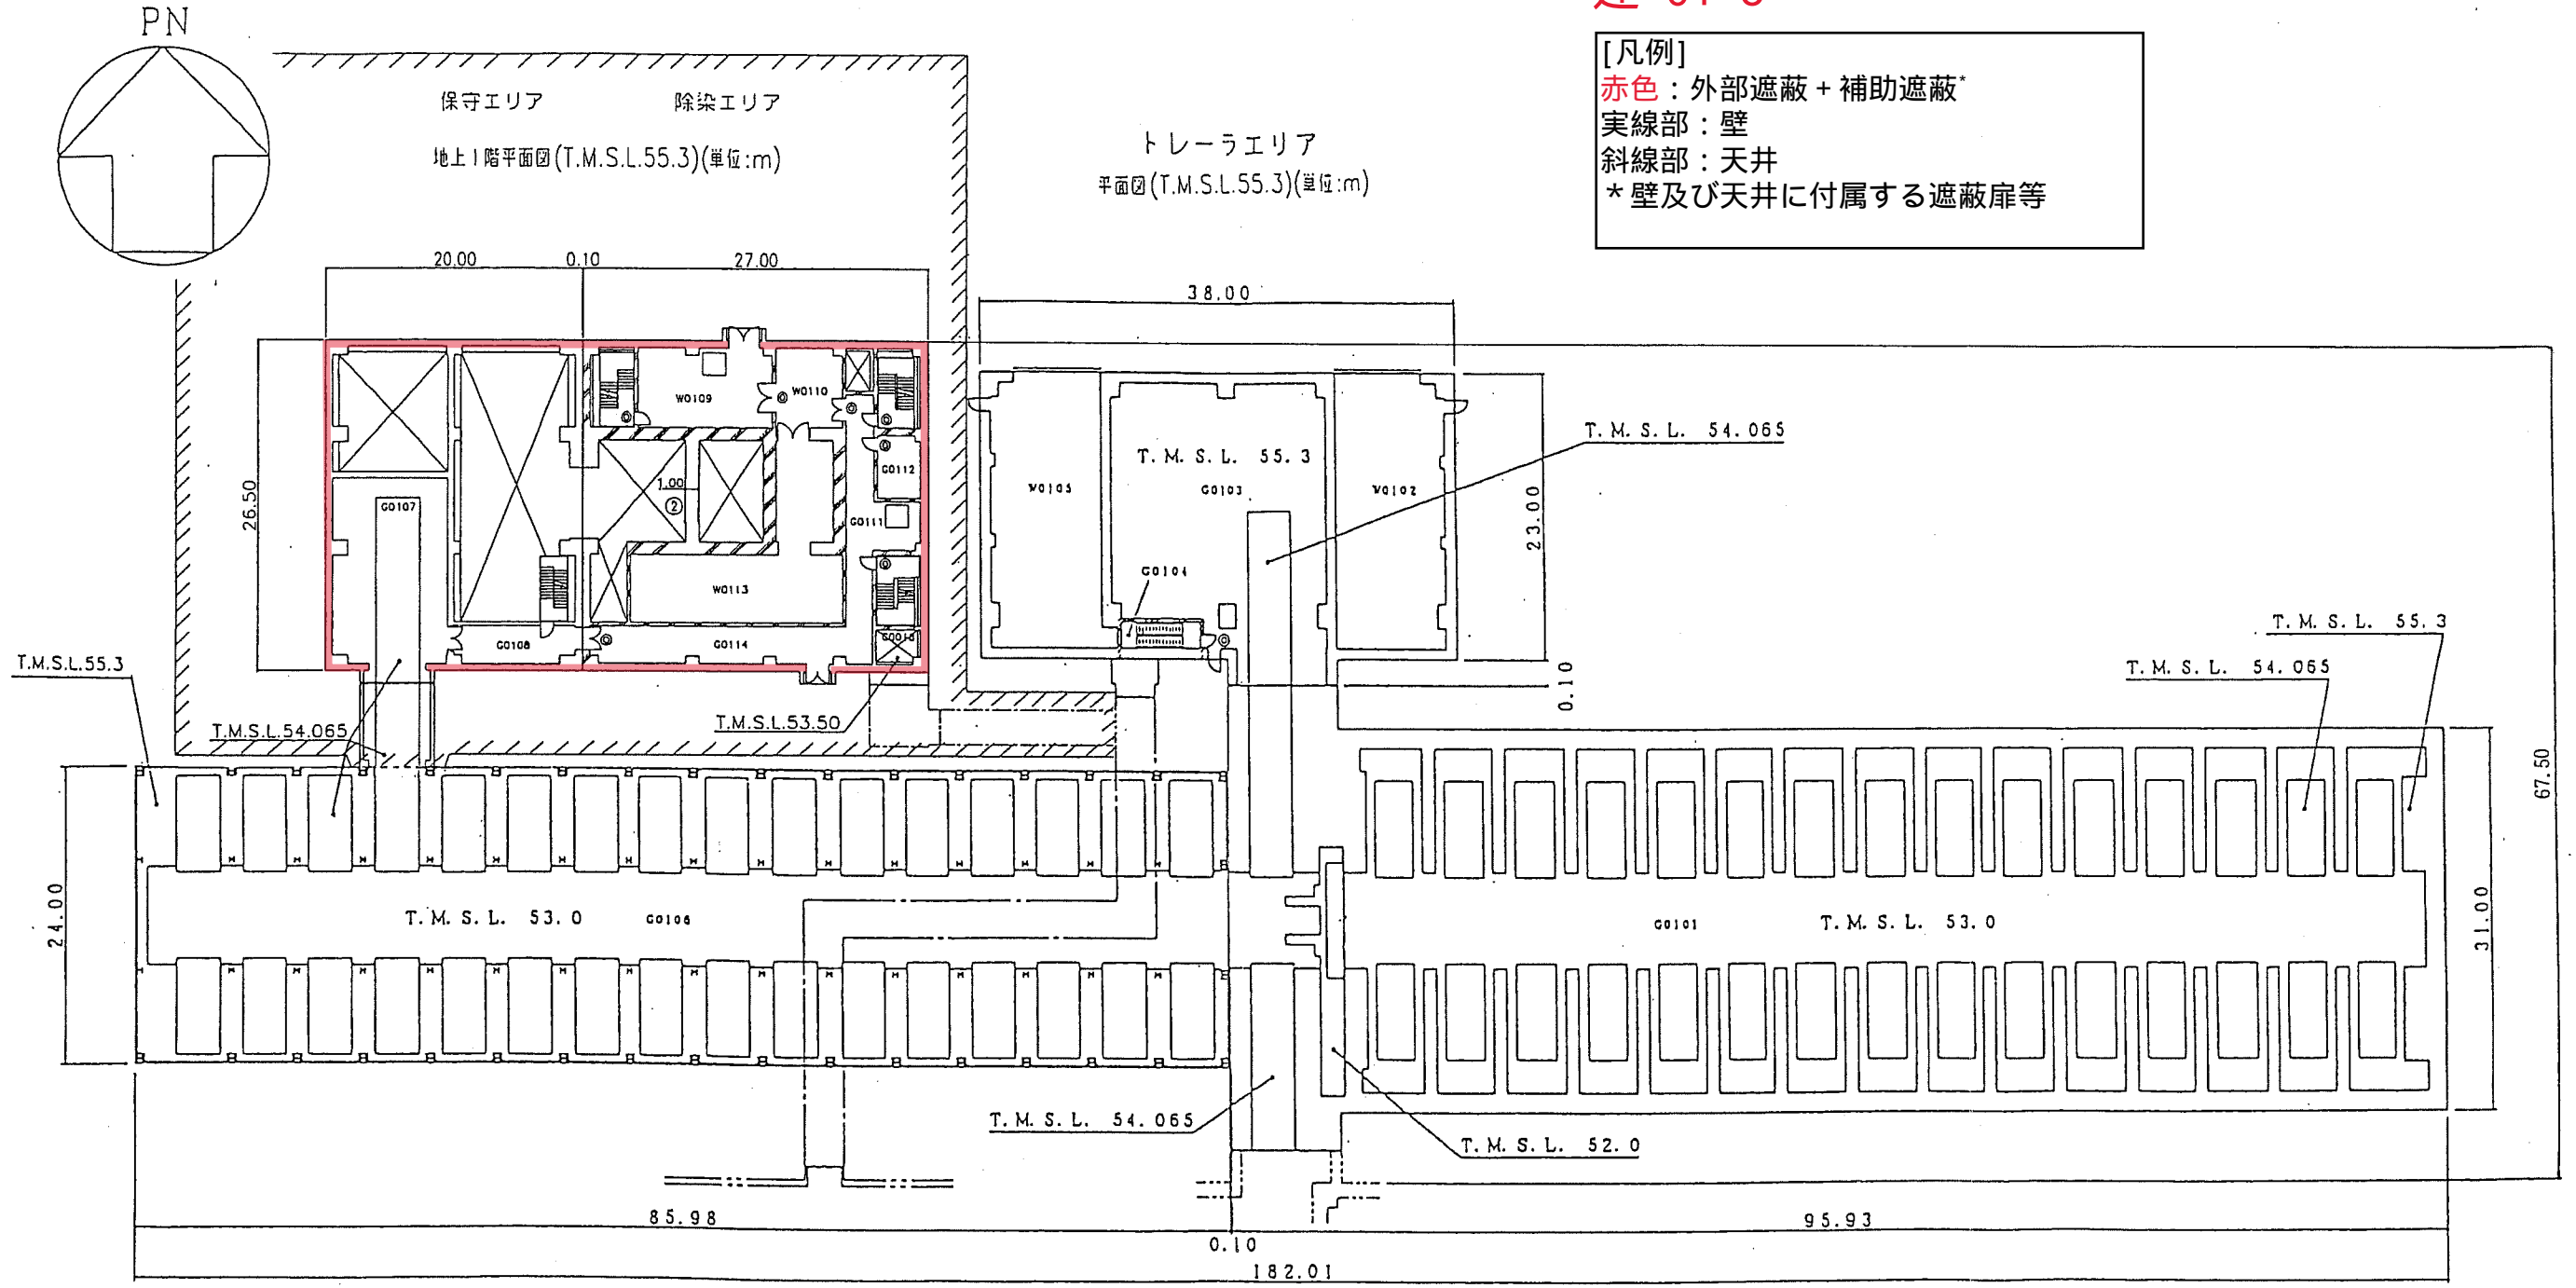 PN
[凡例]
赤色：外部遮蔽+補助遮蔽*
実線部：壁
斜線部：天井
*壁及び天井に付属する遮蔽扉等
保守エリア
除染エリア
地上1階平面図(T.M.S.L.55.3)(単位:m)
トレーラエリア
平面図(T.M.S.L.55.3)(単位:m)
20.00
0.10
27.00
38.00
26.50
W0109
W0110
G0112
1.00
②
G0107
G0111
W0113
G0108
G0114
W0105
T.M.S.L. 55.3
G0103
W0102
T.M.S.L. 54.065
23.00
G0104
0.10
T.M.S.L.55.3
T.M.S.L.54.065
T.M.S.L.53.50
T.M.S.L. 55.3
T.M.S.L. 54.065
67.50
24.00
T.M.S.L. 53.0
G0106
G0101
T.M.S.L. 53.0
31.00
T.M.S.L. 54.065
T.M.S.L. 52.0
85.98
95.93
0.10
182.01